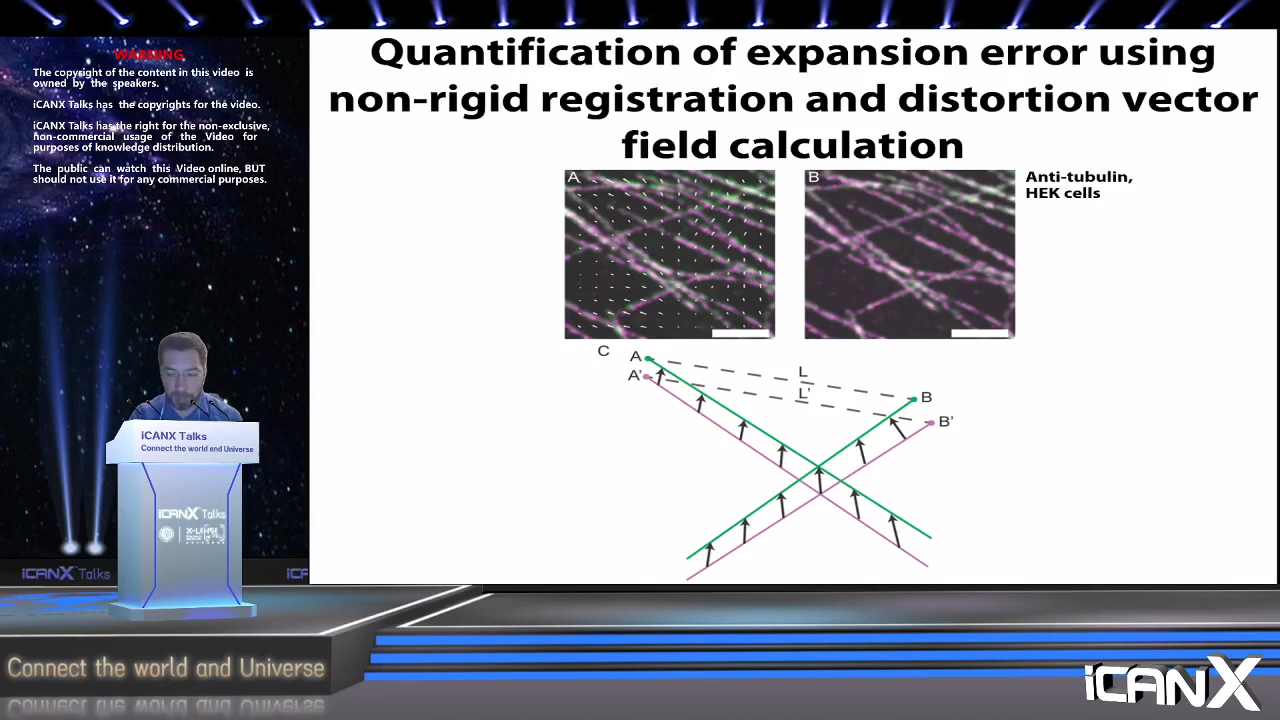 WARNING
The copyright of the content in this video is
owned by the speakers.
iCANX Talks has the copyrights for the video.
iCANX Talks has the right for the non-exclusive,
non-commercial usage of the Video for
purposes of knowledge distribution.
The public can watch this Video online, BUT
should not use it for any commercial purposes.
Quantification of expansion error using
non-rigid registration and distortion vector
field calculation
A
B
Anti-tubulin,
HEK cells
C
A
A'
L
L'
B
B'
iCANX Talks
Connect the world and Universe
iCANX Talks
iCANX Talks
iCF
Connect the world and Universe
iCANX